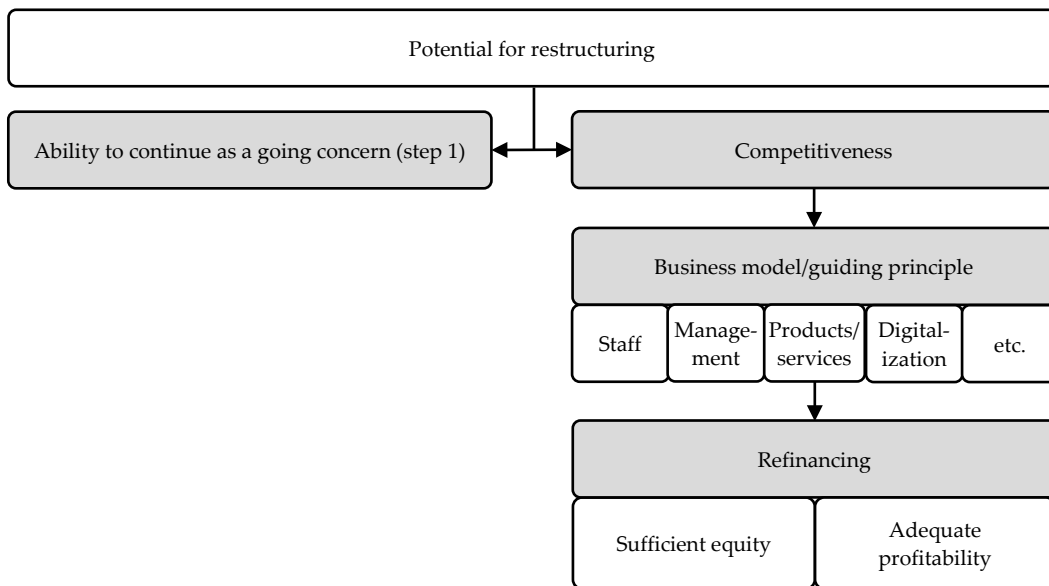 Potential for restructuring
Ability to continue as a going concern (step 1)
Competitiveness
Business model/guiding principle
Staff
Manage-
ment
Products/
services
Digital-
ization
etc.
Refinancing
Sufficient equity
Adequate
profitability